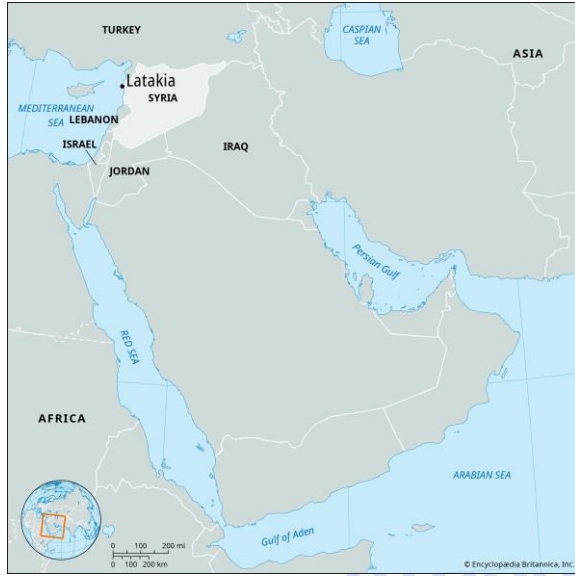 TURKEY
CASPIAN
SEA
ASIA
Latakia
SYRIA
MEDITERRANEAN
SEA
LEBANON
ISRAEL
IRAQ
JORDAN
Persian Gulf
RED SEA
AFRICA
ARABIAN SEA
Gulf of Aden
0 100 200 mi
0 100 200 km
© Encyclopædia Britannica, Inc.